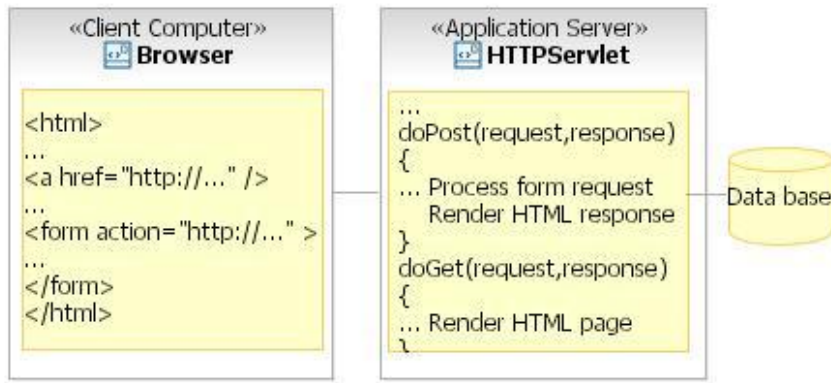 «Client Computer»
Browser
<html>
...
<a href="http://..." />
...
<form action="http://..." >
...
</form>
</html>
«Application Server»
HTTPServlet
...
doPost(request,response)
{
... Process form request
Render HTML response
}
doGet(request,response)
{
... Render HTML page
}
Data base